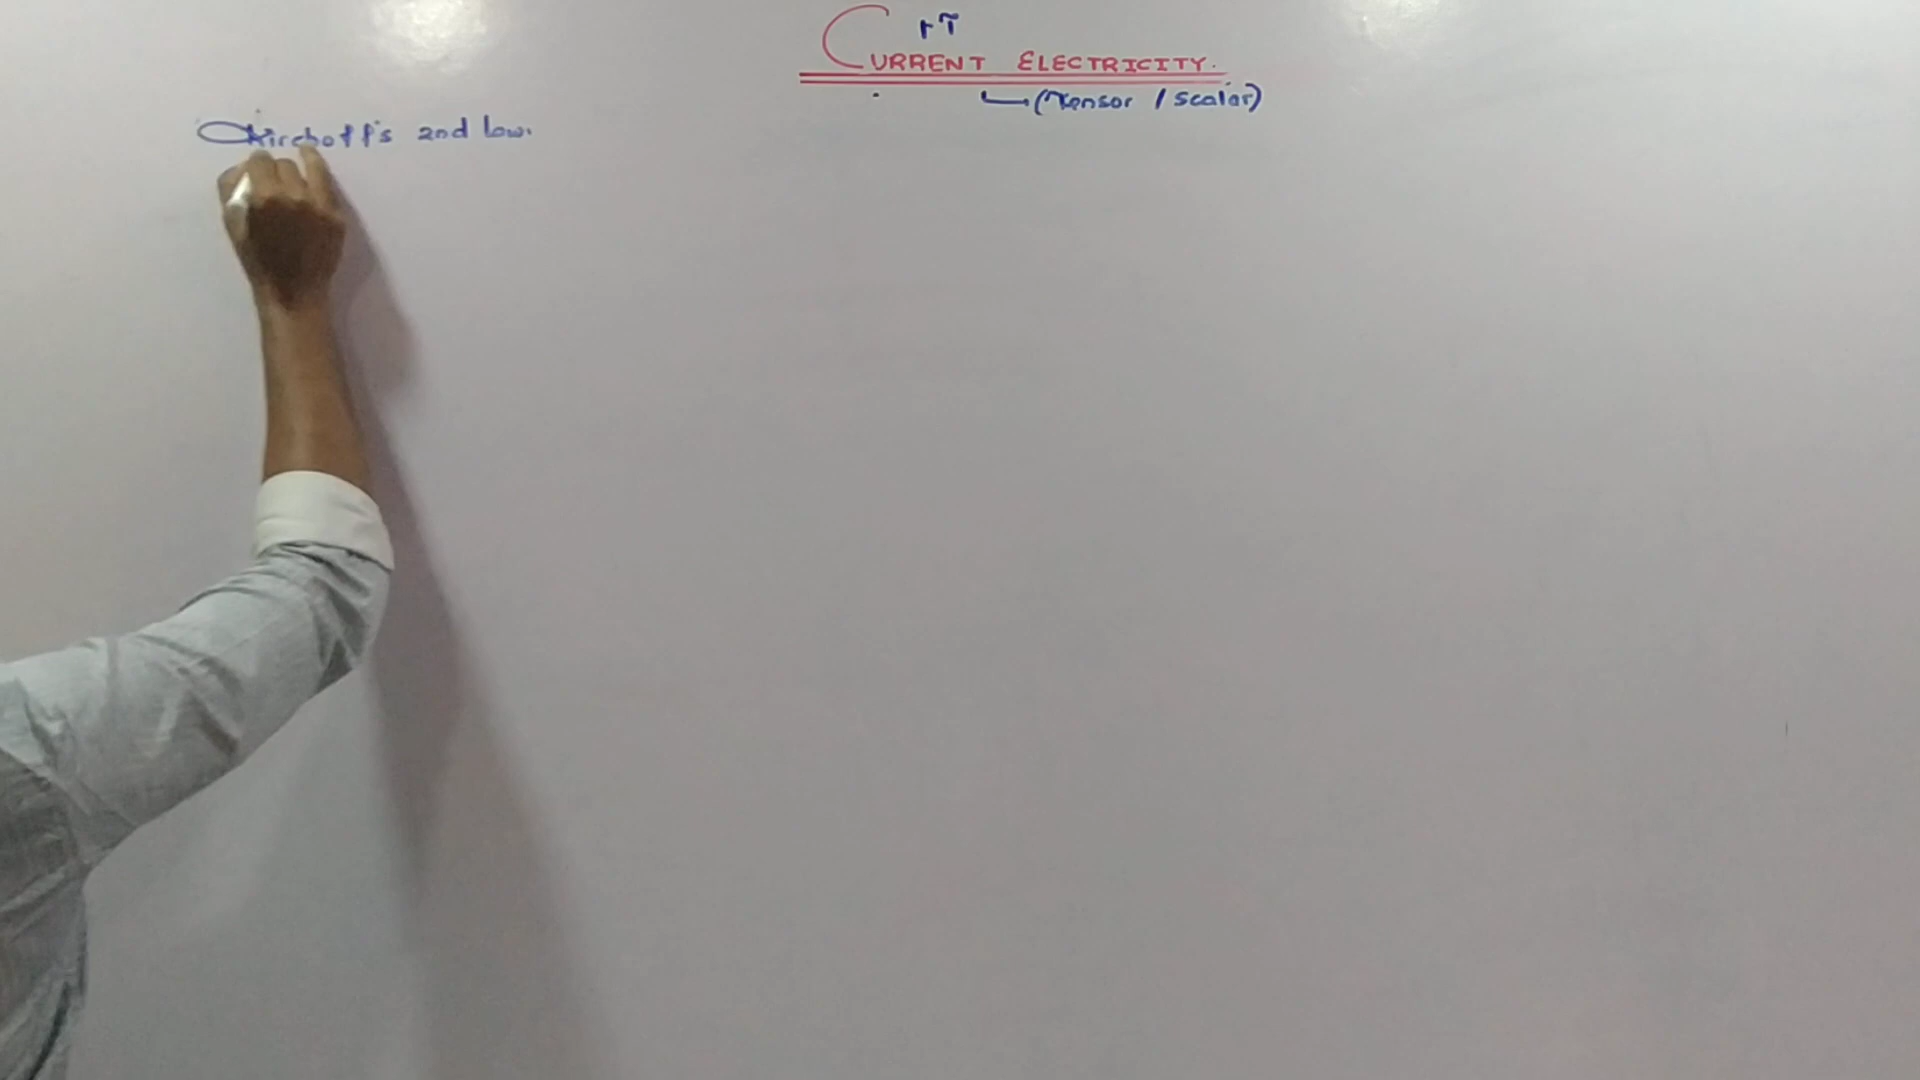 CURRENT ELECTRICITY.
(Tensor / scalar)
Kirchoff's 2nd law.